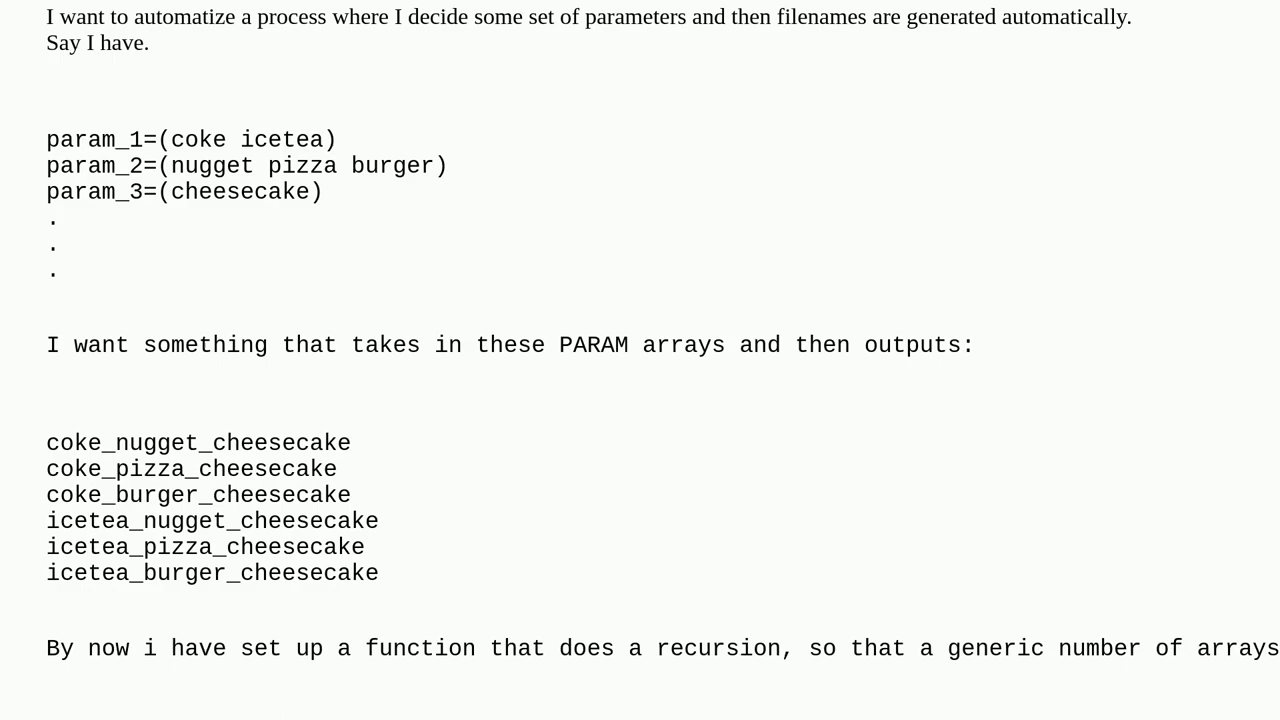 I want to automatize a process where I decide some set of parameters and then filenames are generated automatically.
Say I have.
param_1=(coke icetea)
param_2=(nugget pizza burger)
param_3=(cheesecake)
.
.
.
I want something that takes in these PARAM arrays and then outputs:
coke_nugget_cheesecake
coke_pizza_cheesecake
coke_burger_cheesecake
icetea_nugget_cheesecake
icetea_pizza_cheesecake
icetea_burger_cheesecake
By now i have set up a function that does a recursion, so that a generic number of arrays